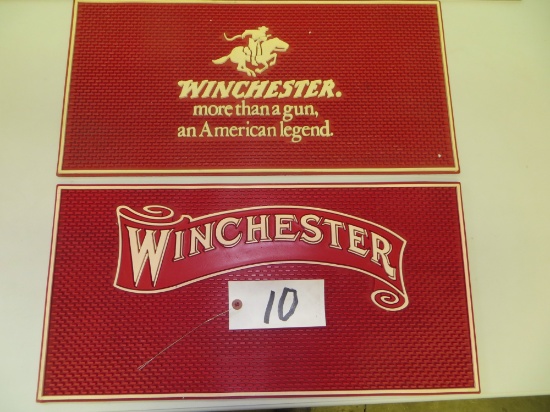 WINCHESTER.
more than a gun,
an American legend.
WINCHESTER
10